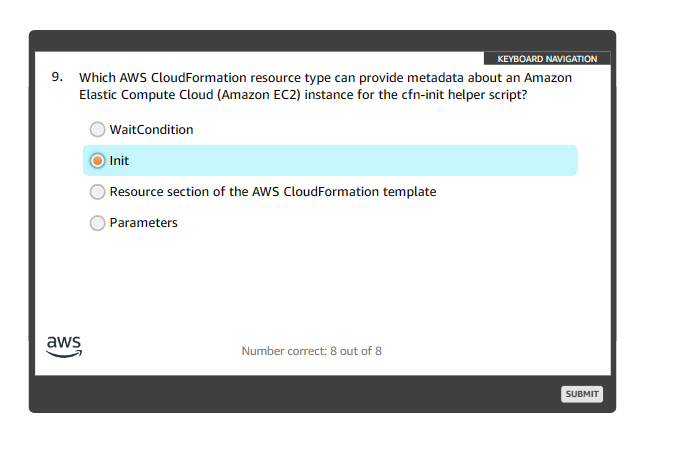 KEYBOARD NAVIGATION
9. Which AWS CloudFormation resource type can provide metadata about an Amazon
Elastic Compute Cloud (Amazon EC2) instance for the cfn-init helper script?
WaitCondition
Init
Resource section of the AWS CloudFormation template
Parameters
aws
Number correct: 8 out of 8
SUBMIT